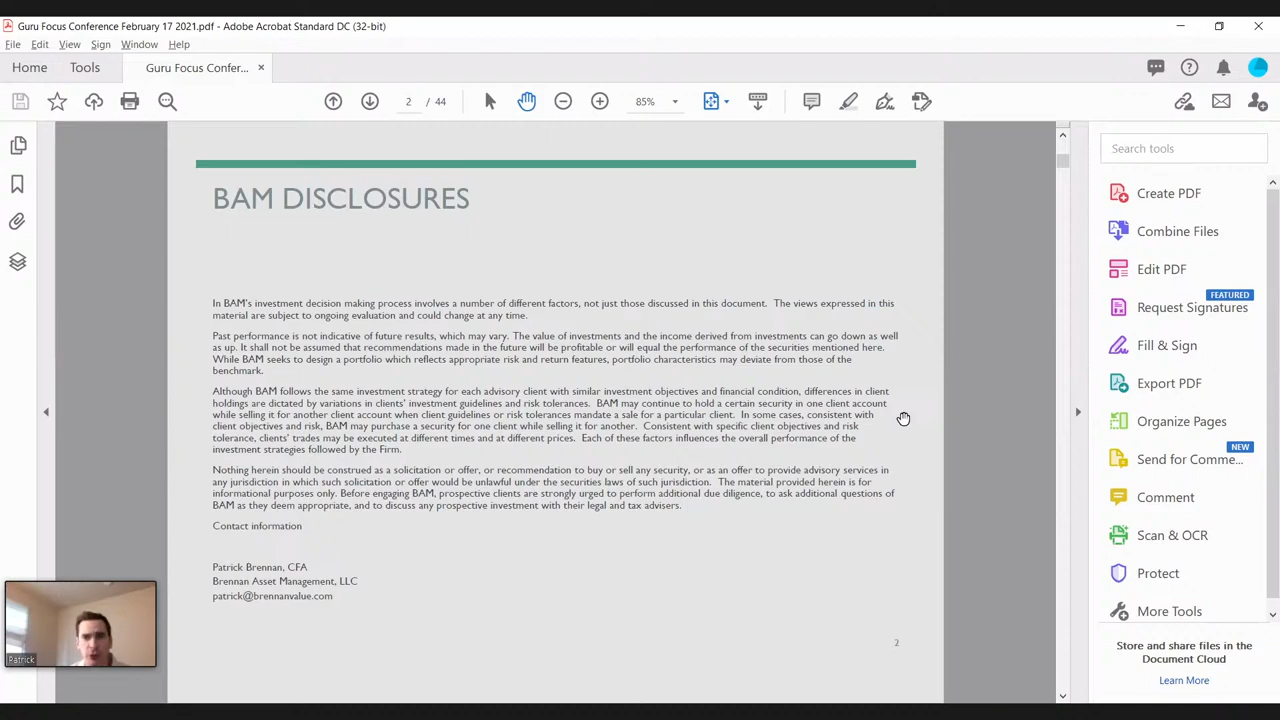 Guru Focus Conference February 17 2021.pdf - Adobe Acrobat Standard DC (32-bit)
File Edit View Sign Window Help
Home Tools Guru Focus Confer... ×
2 / 44 85%
Search tools
Create PDF
Combine Files
Edit PDF
FEATURED
Request Signatures
Fill & Sign
Export PDF
Organize Pages
NEW
Send for Comme...
Comment
Scan & OCR
Protect
More Tools
Store and share files in the
Document Cloud
Learn More
BAM DISCLOSURES
In BAM's investment decision making process involves a number of different factors, not just those discussed in this document. The views expressed in this
material are subject to ongoing evaluation and could change at any time.
Past performance is not indicative of future results, which may vary. The value of investments and the income derived from investments can go down as well
as up. It shall not be assumed that recommendations made in the future will be profitable or will equal the performance of the securities mentioned here.
While BAM seeks to design a portfolio which reflects appropriate risk and return features, portfolio characteristics may deviate from those of the
benchmark.
Although BAM follows the same investment strategy for each advisory client with similar investment objectives and financial condition, differences in client
holdings are dictated by variations in clients' investment guidelines and risk tolerances. BAM may continue to hold a certain security in one client account
while selling it for another client account when client guidelines or risk tolerances mandate a sale for a particular client. In some cases, consistent with
client objectives and risk, BAM may purchase a security for one client while selling it for another. Consistent with specific client objectives and risk
tolerance, clients' trades may be executed at different times and at different prices. Each of these factors influences the overall performance of the
investment strategies followed by the Firm.
Nothing herein should be construed as a solicitation or offer, or recommendation to buy or sell any security, or as an offer to provide advisory services in
any jurisdiction in which such solicitation or offer would be unlawful under the securities laws of such jurisdiction. The material provided herein is for
informational purposes only. Before engaging BAM, prospective clients are strongly urged to perform additional due diligence, to ask additional questions of
BAM as they deem appropriate, and to discuss any prospective investment with their legal and tax advisers.
Contact information
Patrick Brennan, CFA
Brennan Asset Management, LLC
patrick@brennanvalue.com
2
Patrick